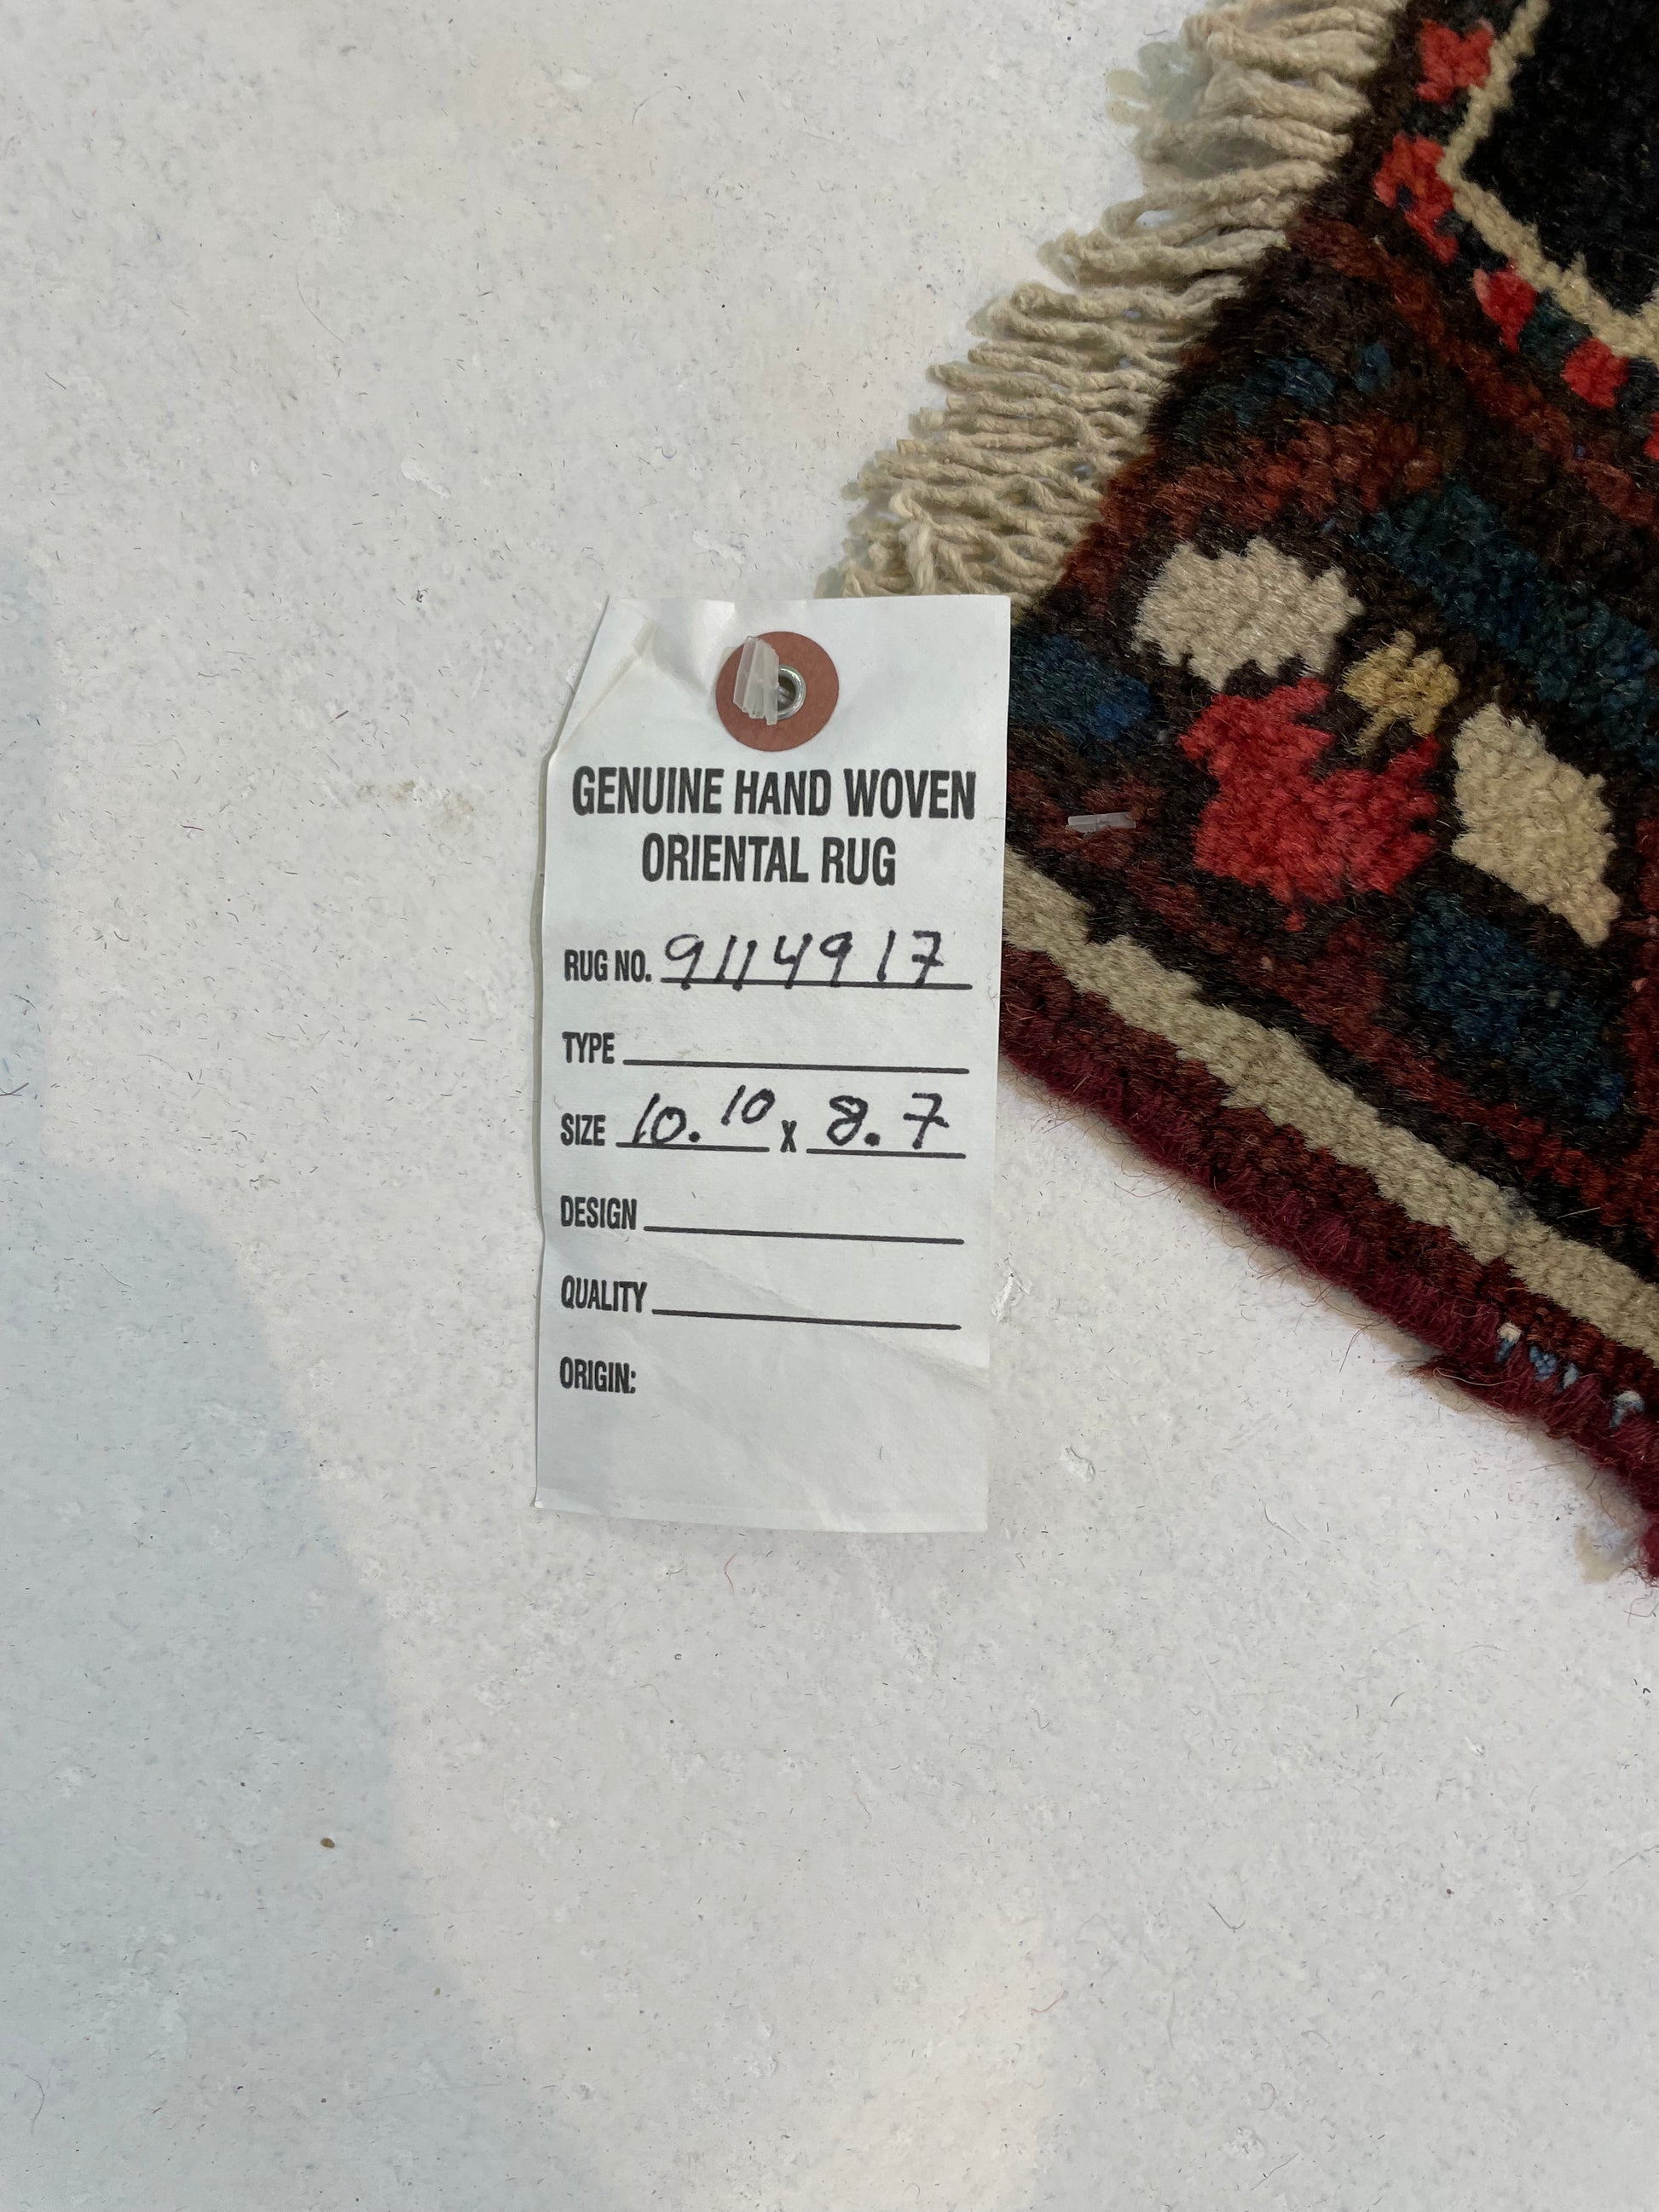 GENUINE HAND WOVEN
ORIENTAL RUG
RUG NO. 9114917
TYPE
SIZE 10.10 x 8.7
DESIGN
QUALITY
ORIGIN: